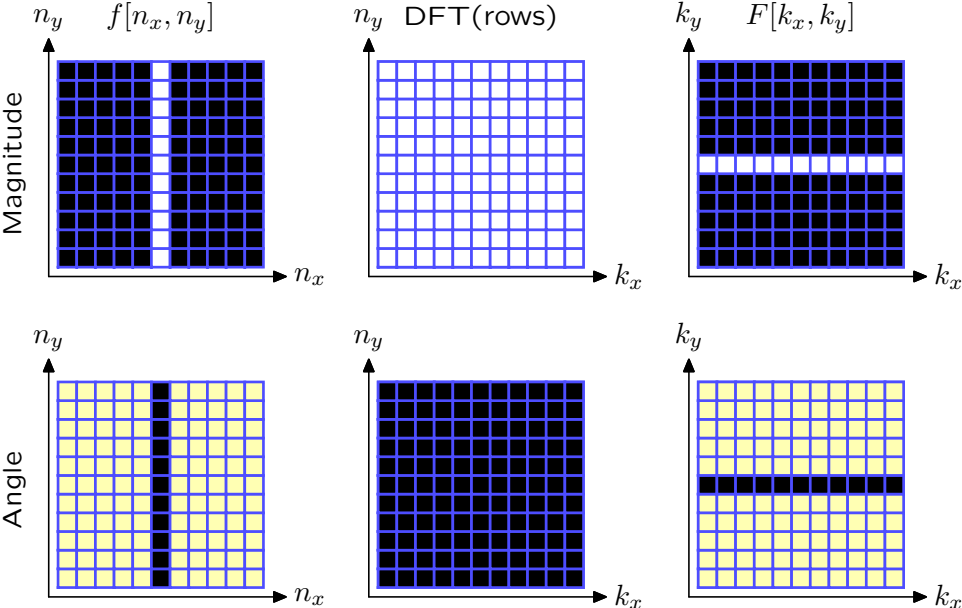 n_y f[n_x, n_y]
n_y DFT(rows)
k_y F[k_x, k_y]
Magnitude
n_x
k_x
k_x
n_y
n_y
k_y
Angle
n_x
k_x
k_x